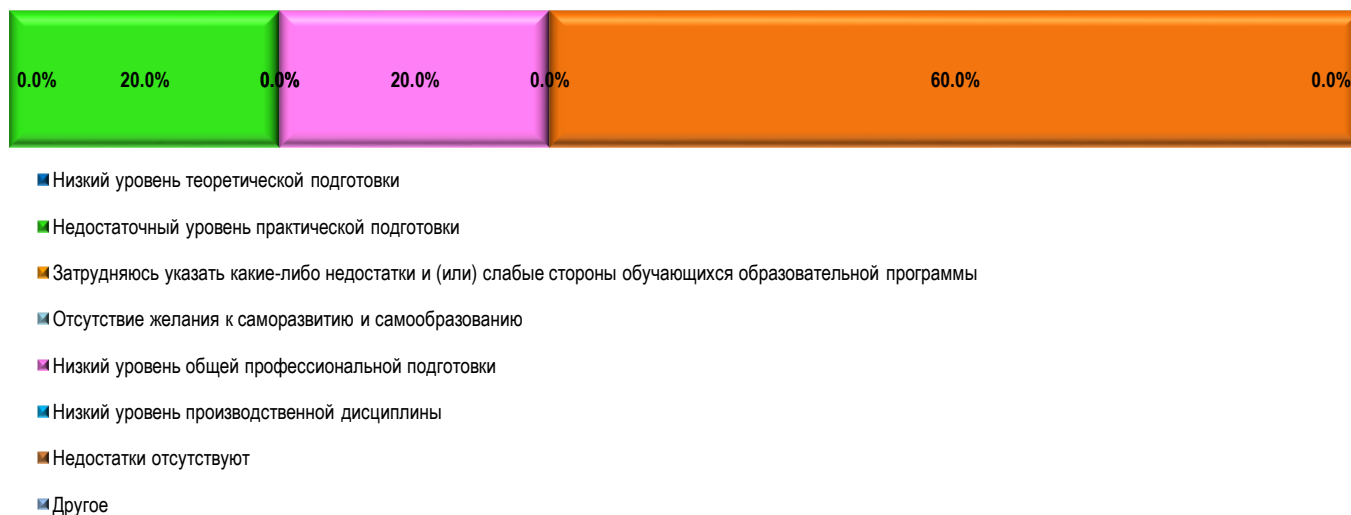 0.0% 20.0% 0.0% 20.0% 0.0% 60.0% 0.0%
Низкий уровень теоретической подготовки
Недостаточный уровень практической подготовки
Затрудняюсь указать какие-либо недостатки и (или) слабые стороны обучающихся образовательной программы
Отсутствие желания к саморазвитию и самообразованию
Низкий уровень общей профессиональной подготовки
Низкий уровень производственной дисциплины
Недостатки отсутствуют
Другое